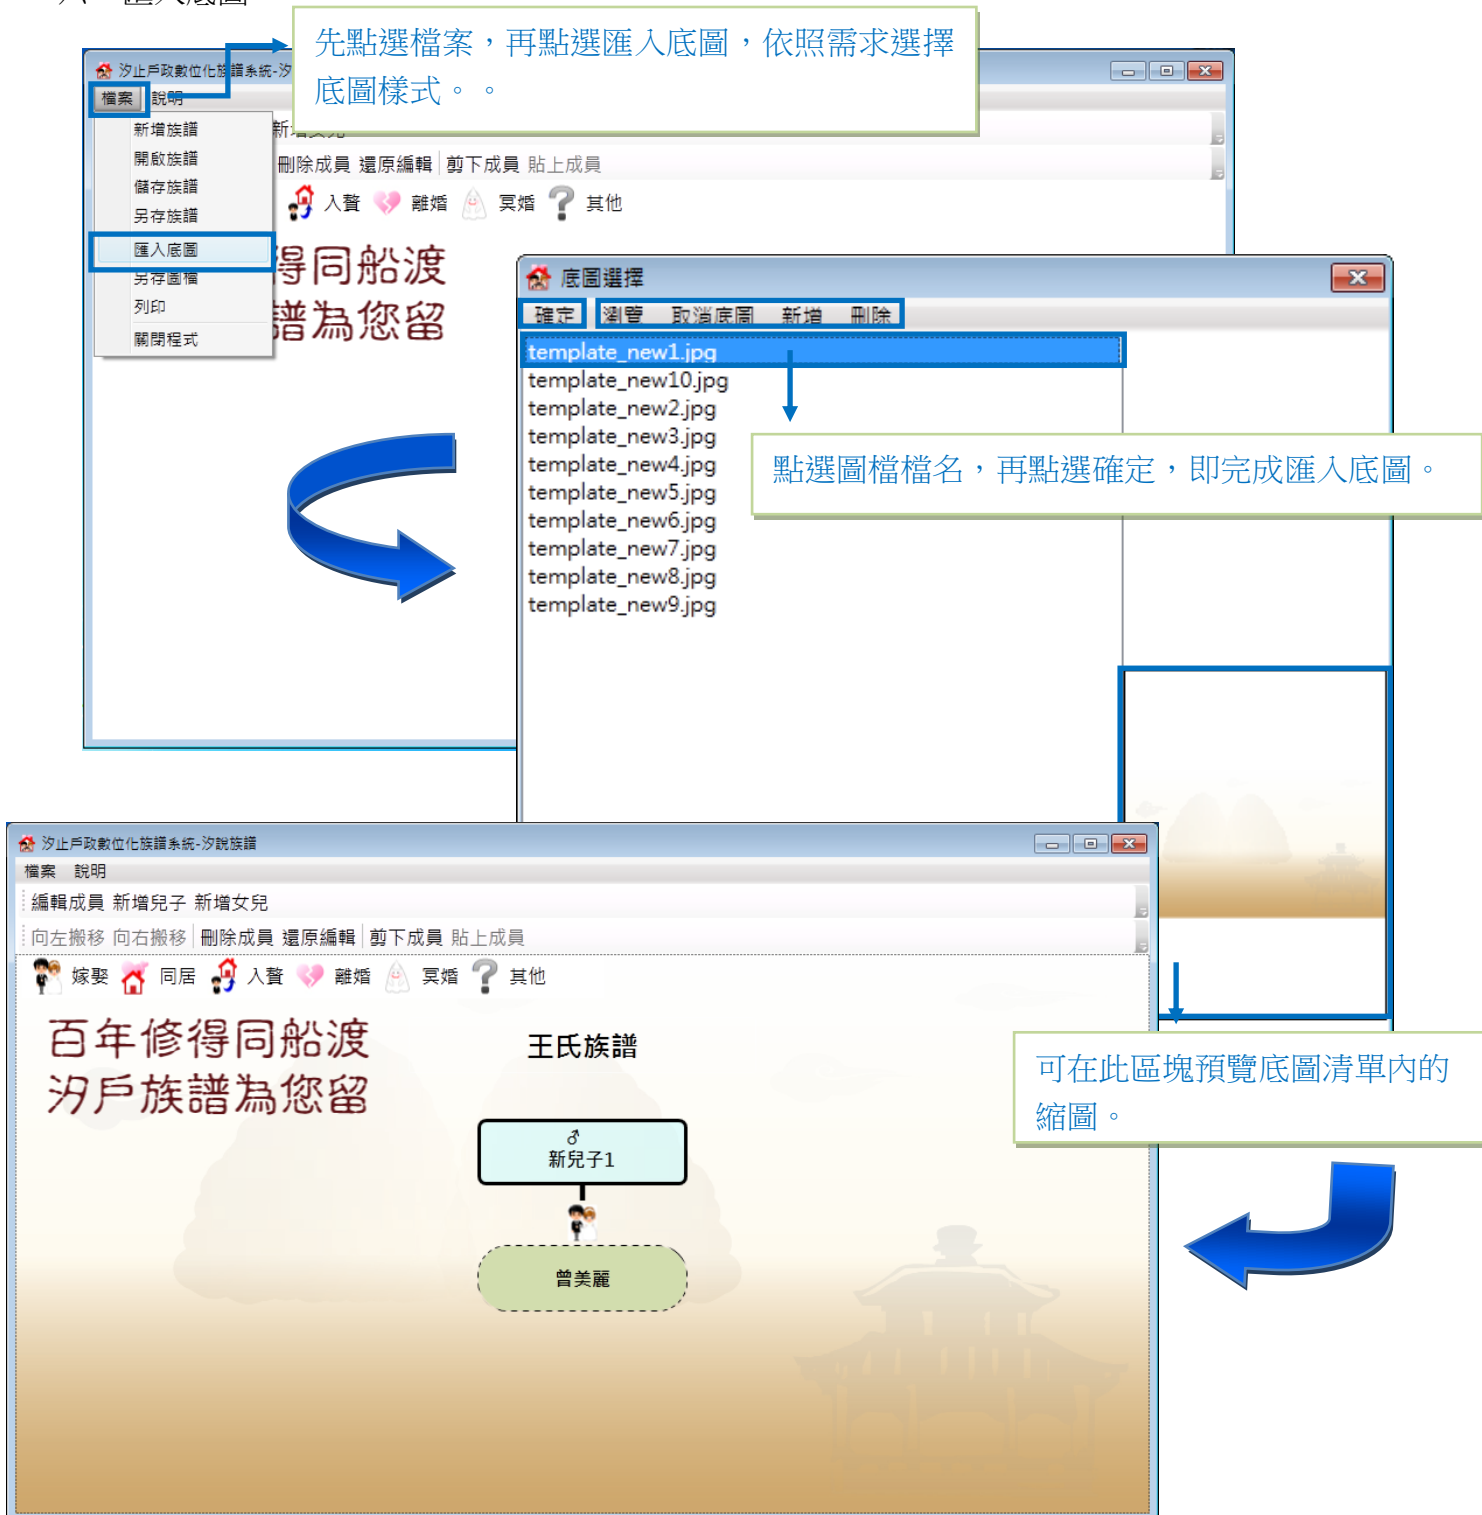 匯入底圖
先點選檔案，再點選匯入底圖，依照需求選擇
底圖樣式。。
汐止戶政數位化族譜系統-汐
檔案 說明
新增族譜
開啟族譜
儲存族譜
另存族譜
匯入底圖
另存圖檔
列印
關閉程式
刪除成員 還原編輯 剪下成員 貼上成員
入贅 離婚 冥婚 其他
得同船渡
譜為您留
底圖選擇
確定 瀏覽 取消底圖 新增 刪除
template_new1.jpg
template_new10.jpg
template_new2.jpg
template_new3.jpg
template_new4.jpg
template_new5.jpg
template_new6.jpg
template_new7.jpg
template_new8.jpg
template_new9.jpg
點選圖檔檔名，再點選確定，即完成匯入底圖。
汐止戶政數位化族譜系統-汐說族譜
檔案 說明
編輯成員 新增兒子 新增女兒
向左搬移 向右搬移 刪除成員 還原編輯 剪下成員 貼上成員
嫁娶 同居 入贅 離婚 冥婚 其他
百年修得同船渡
汐戶族譜為您留
王氏族譜
♂
新兒子1
曾美麗
可在此區塊預覽底圖清單內的
縮圖。